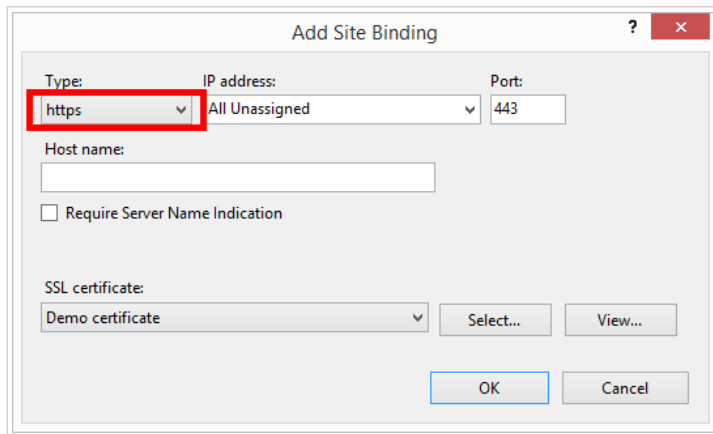 Add Site Binding
?
Type: IP address: Port:
https All Unassigned 443
Host name:
Require Server Name Indication
SSL certificate:
Demo certificate Select... View...
OK Cancel